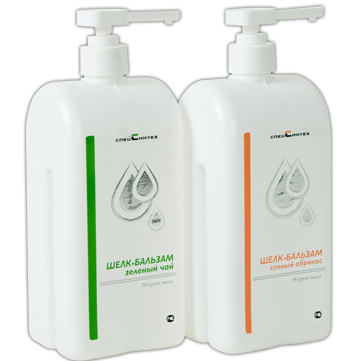 спецСинтез
ШЕЛК-БАЛЬЗАМ
зеленый чай
Жидкое мыло
спецСинтез
ШЕЛК-БАЛЬЗАМ
спелый абрикос
Жидкое мыло